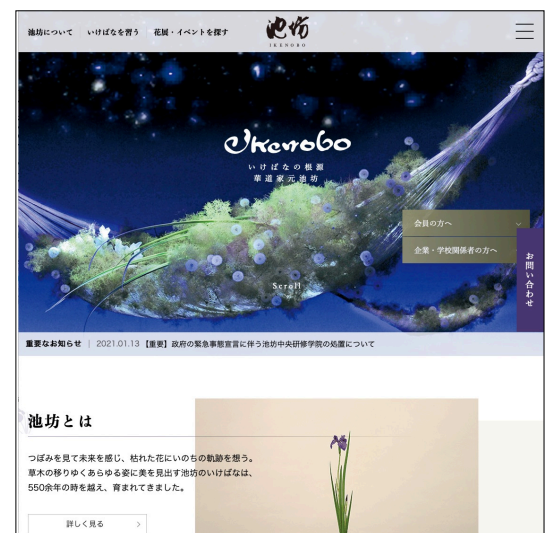 池坊について いけばなを習う 花展・イベントを探す
池坊
IKENOBO
Ikenobo
いけばなの根源
華道家元池坊
会員の方へ
企業・学校関係者の方へ
お問い合わせ
Scroll
重要なお知らせ | 2021.01.13 【重要】政府の緊急事態宣言に伴う池坊中央研修学院の処置について
池坊とは
つぼみを見て未来を感じ、枯れた花にいのちの軌跡を想う。
草木の移りゆくあらゆる姿に美を見出す池坊のいけばなは、
550余年の時を越え、育まれてきました。
詳しく見る >